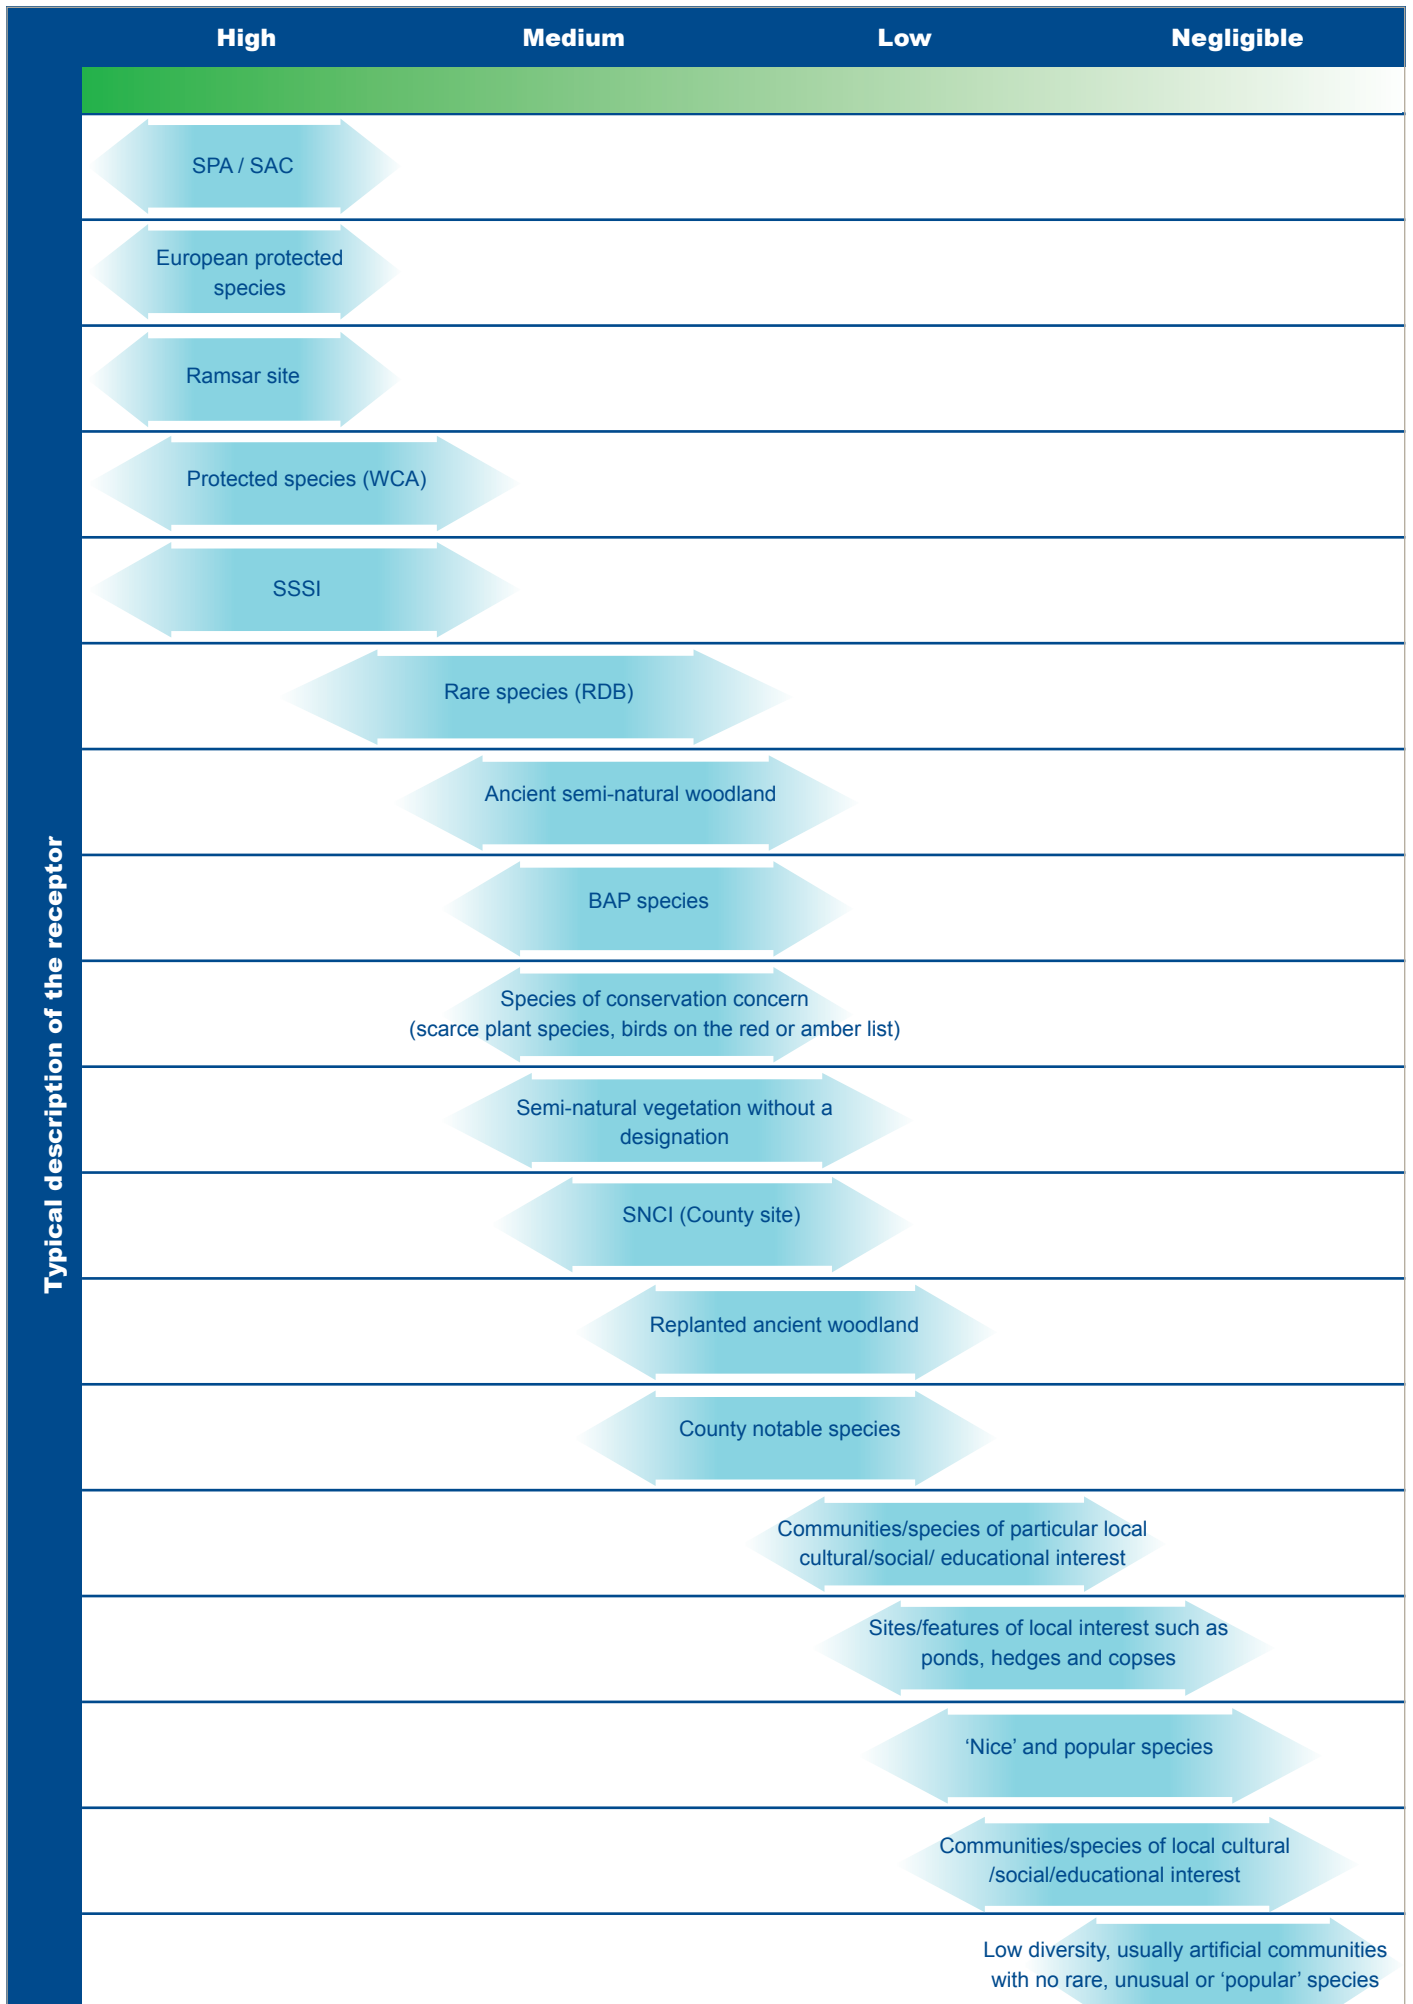 High Medium Low Negligible
Typical description of the receptor
SPA / SAC
European protected
species
Ramsar site
Protected species (WCA)
SSSI
Rare species (RDB)
Ancient semi-natural woodland
BAP species
Species of conservation concern
(scarce plant species, birds on the red or amber list)
Semi-natural vegetation without a
designation
SNCI (County site)
Replanted ancient woodland
County notable species
Communities/species of particular local
cultural/social/ educational interest
Sites/features of local interest such as
ponds, hedges and copses
‘Nice’ and popular species
Communities/species of local cultural
/social/educational interest
Low diversity, usually artificial communities
with no rare, unusual or ‘popular’ species